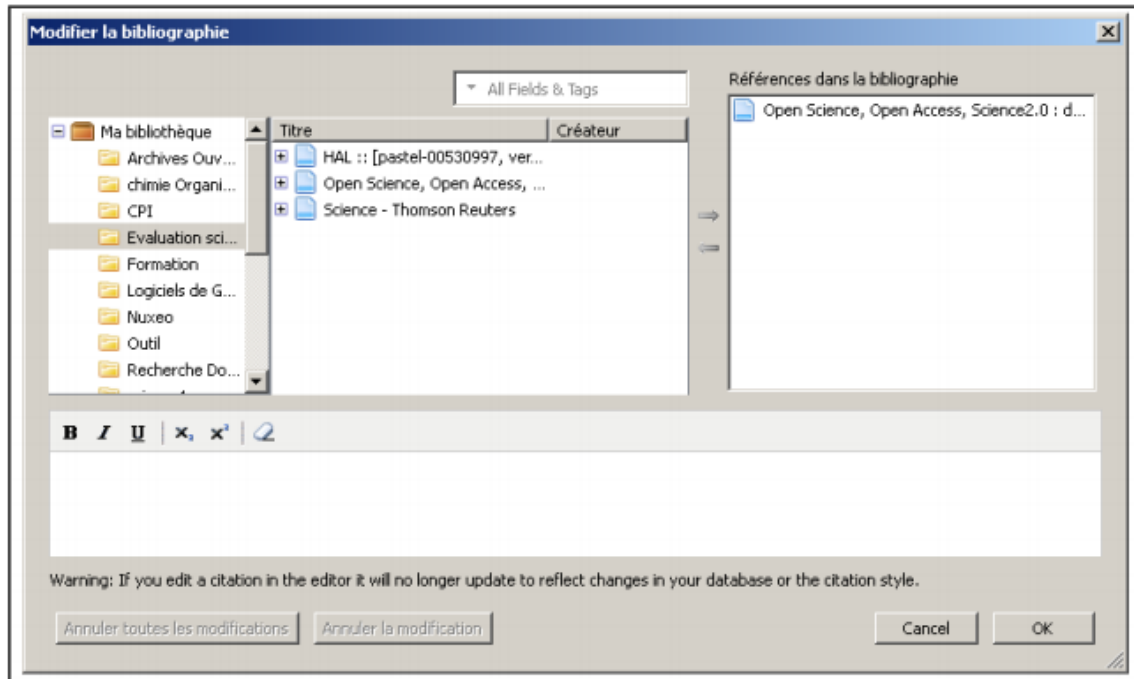 Modifier la bibliographie
All Fields & Tags
Références dans la bibliographie
Open Science, Open Access, Science2.0 : d...
Ma bibliothèque
Archives Ouv...
chimie Organi...
CPI
Evaluation sci...
Formation
Logiciels de G...
Nuxeo
Outil
Recherche Do...
Titre
Créateur
HAL :: [pastel-00530997, ver...
Open Science, Open Access, ...
Science - Thomson Reuters
B I U x₂ x²
Warning: If you edit a citation in the editor it will no longer update to reflect changes in your database or the citation style.
Annuler toutes les modifications
Annuler la modification
Cancel
OK